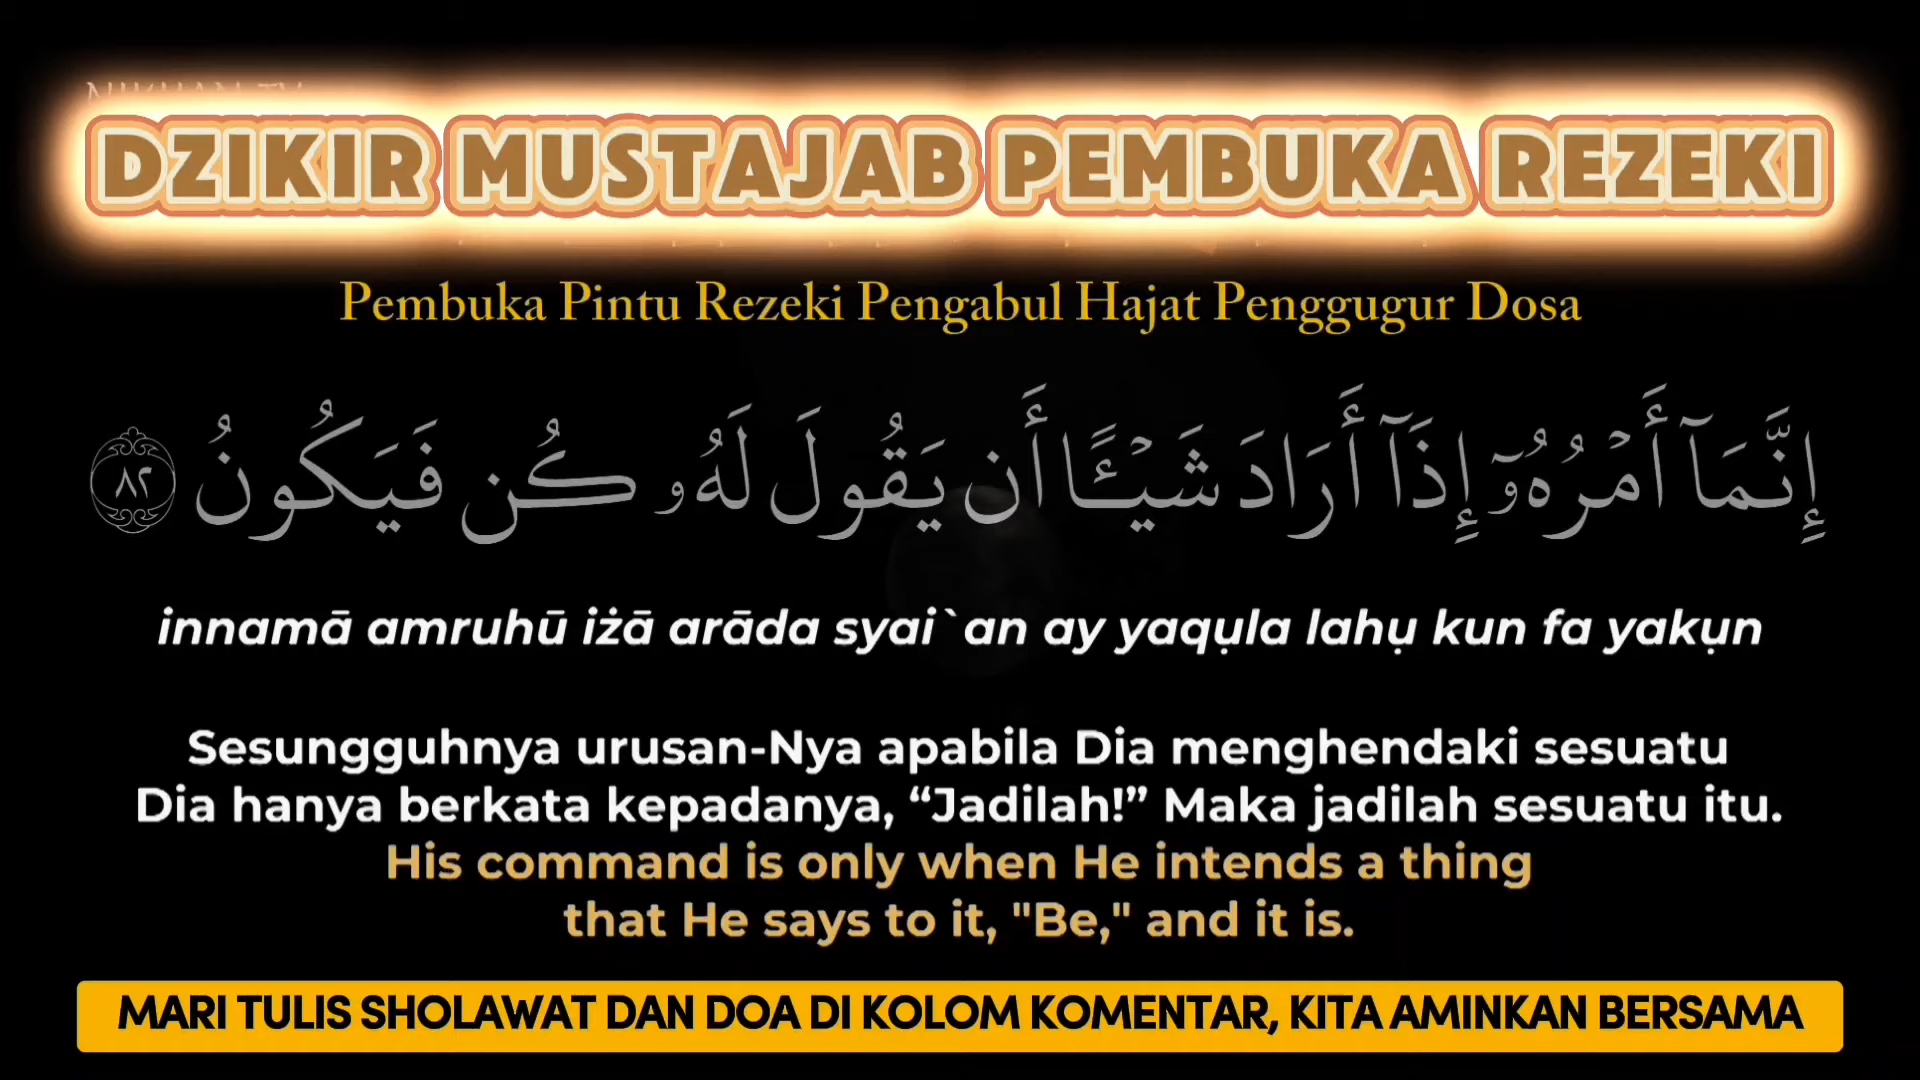 DZIKIR MUSTAJAB PEMBUKA REZEKI
Pembuka Pintu Rezeki Pengabul Hajat Penggugur Dosa
إِنَّمَآ أَمْرُهُۥٓ إِذَآ أَرَادَ شَيْـًٔا أَن يَقُولَ لَهُۥ كُن فَيَكُونُ ٨٢
innamā amruhū iżā arāda syai`an ay yaqụla lahụ kun fa yakụn
Sesungguhnya urusan-Nya apabila Dia menghendaki sesuatu
Dia hanya berkata kepadanya, “Jadilah!” Maka jadilah sesuatu itu.
His command is only when He intends a thing
that He says to it, "Be," and it is.
MARI TULIS SHOLAWAT DAN DOA DI KOLOM KOMENTAR, KITA AMINKAN BERSAMA